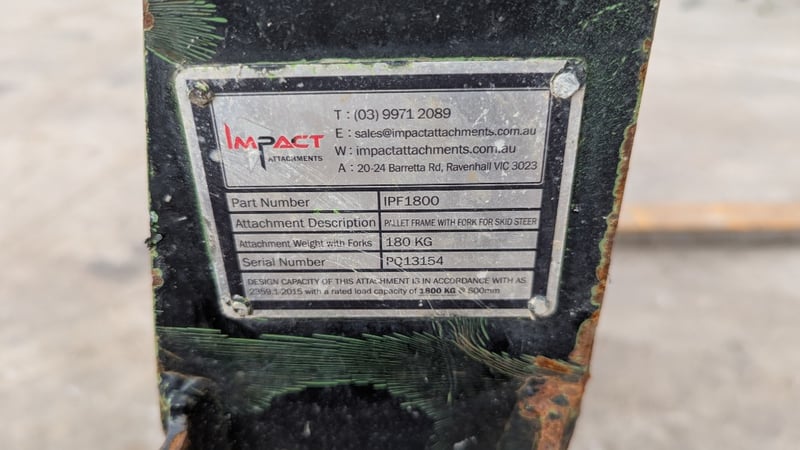 IMPACT
ATTACHMENTS
T : (03) 9971 2089
E : sales@impactattachments.com.au
W : impactattachments.com.au
A : 20-24 Barretta Rd, Ravenhall VIC 3023
Part Number IPF1800
Attachment Description PALLET FRAME WITH FORK FOR SKID STEER
Attachment Weight with Forks 180 KG
Serial Number PO13154
DESIGN CAPACITY OF THIS ATTACHMENT IS IN ACCORDANCE WITH AS
2359.1-2015 with a rated load capacity of 1800 KG @ 500mm